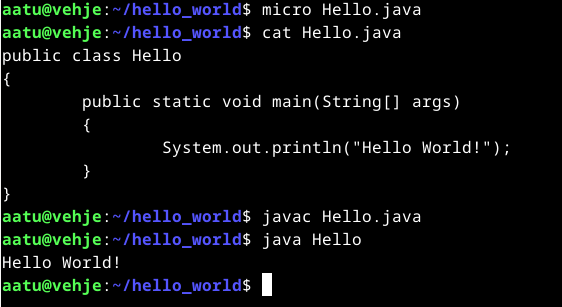 aatu@vehje:~/hello_world$ micro Hello.java
aatu@vehje:~/hello_world$ cat Hello.java
public class Hello
{
        public static void main(String[] args)
        {
                System.out.println("Hello World!");
        }
}
aatu@vehje:~/hello_world$ javac Hello.java
aatu@vehje:~/hello_world$ java Hello
Hello World!
aatu@vehje:~/hello_world$